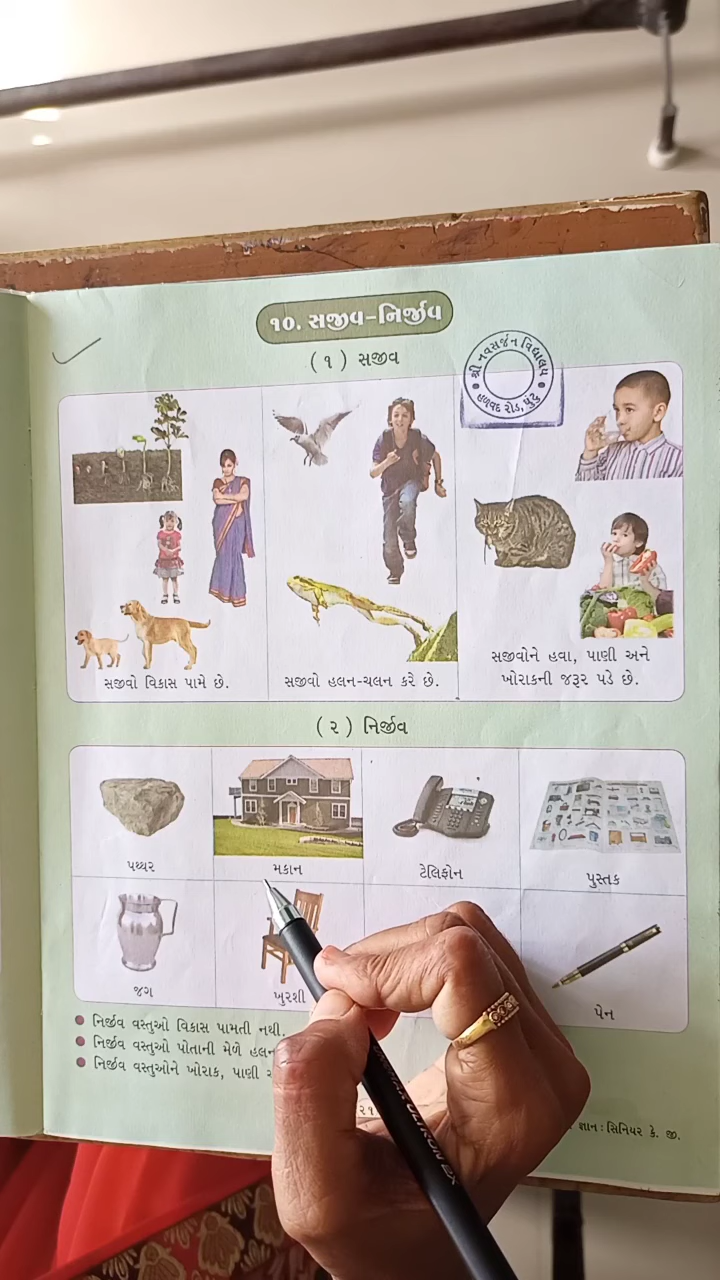 ૧૦. સજીવ-નિર્જીવ
( ૧ ) સજીવ
શ્રી નવસર્જન વિદ્યાલય
હળવદ રોડ,
સજીવો વિકાસ પામે છે.
સજીવો હલન-ચલન કરે છે.
સજીવોને હવા, પાણી અને
ખોરાકની જરૂર પડે છે.
( ૨ ) નિર્જીવ
પથ્થર
મકાન
ટેલિફોન
પુસ્તક
જગ
ખુરશી
પેન
નિર્જીવ વસ્તુઓ વિકાસ પામતી નથી.
નિર્જીવ વસ્તુઓ પોતાની મેળે હલન
નિર્જીવ વસ્તુઓને ખોરાક, પાણી
જ્ઞાન : સિનિયર કે. જી.